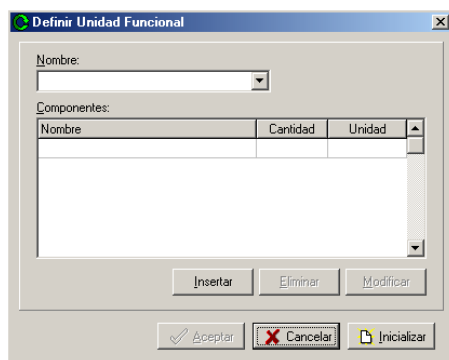 Definir Unidad Funcional
Nombre:
Componentes:
Nombre Cantidad Unidad
Insertar Eliminar Modificar
Aceptar Cancelar Inicializar